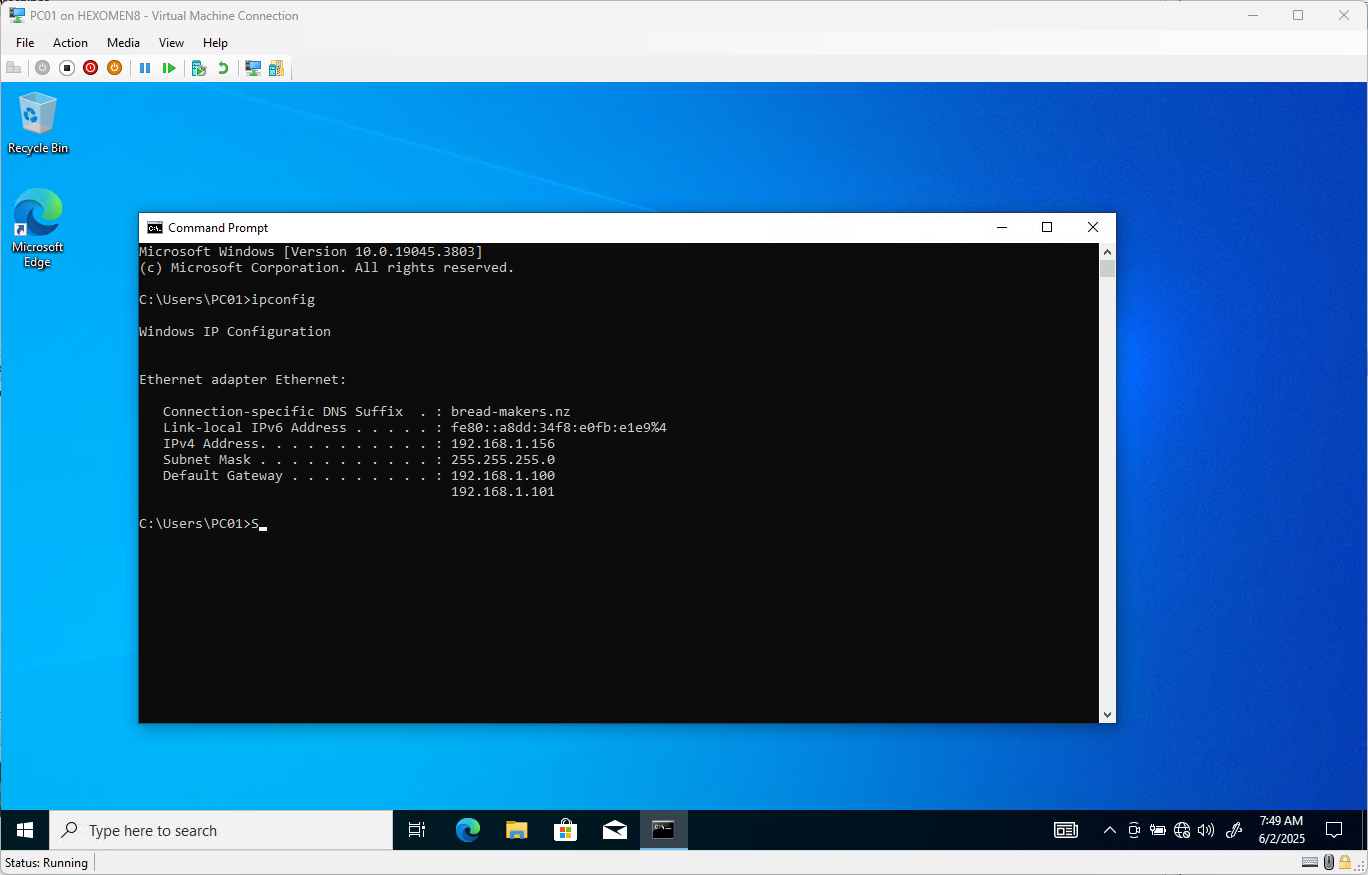 PC01 on HEXOMEN8 - Virtual Machine Connection
File Action Media View Help
Recycle Bin
Microsoft
Edge
Command Prompt
Microsoft Windows [Version 10.0.19045.3803]
(c) Microsoft Corporation. All rights reserved.
C:\Users\PC01>ipconfig
Windows IP Configuration
Ethernet adapter Ethernet:
Connection-specific DNS Suffix  . : bread-makers.nz
Link-local IPv6 Address . . . . . : fe80::a8dd:34f8:e0fb:e1e9%4
IPv4 Address. . . . . . . . . . . : 192.168.1.156
Subnet Mask . . . . . . . . . . . : 255.255.255.0
Default Gateway . . . . . . . . . : 192.168.1.100
192.168.1.101
C:\Users\PC01>S
Type here to search
7:49 AM
6/2/2025
Status: Running